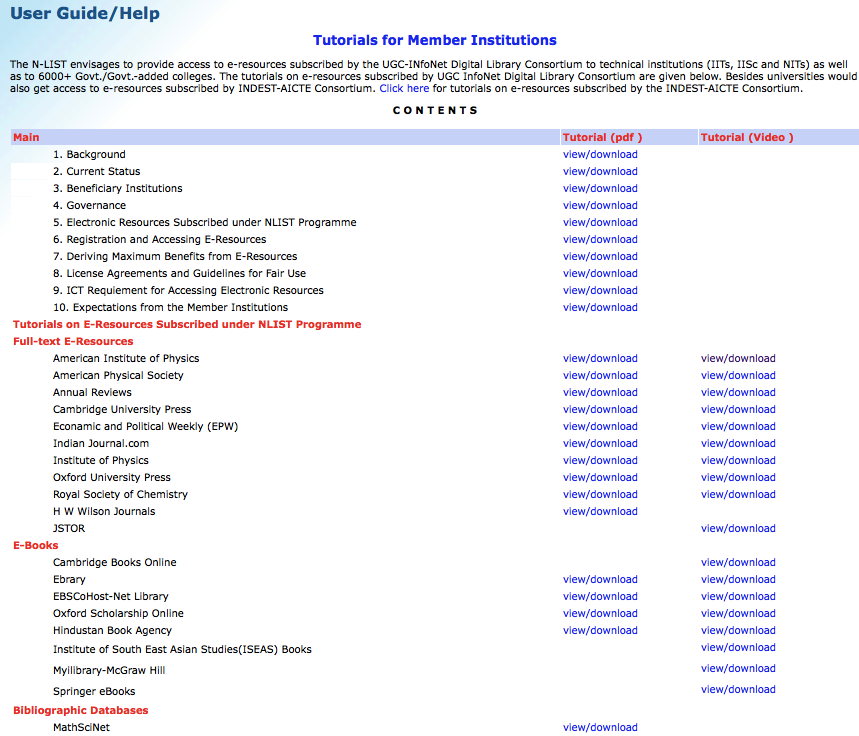 User Guide/Help
Tutorials for Member Institutions
The N-LIST envisages to provide access to e-resources subscribed by the UGC-INfoNet Digital Library Consortium to technical institutions (IITs, IISc and NITs) as well
as to 6000+ Govt./Govt.-added colleges. The tutorials on e-resources subscribed by UGC InfoNet Digital Library Consortium are given below. Besides universities would
also get access to e-resources subscribed by INDEST-AICTE Consortium. Click here for tutorials on e-resources subscribed by the INDEST-AICTE Consortium.
C O N T E N T S
Main Tutorial (pdf ) Tutorial (Video )
1. Background view/download
2. Current Status view/download
3. Beneficiary Institutions view/download
4. Governance view/download
5. Electronic Resources Subscribed under NLIST Programme view/download
6. Registration and Accessing E-Resources view/download
7. Deriving Maximum Benefits from E-Resources view/download
8. License Agreements and Guidelines for Fair Use view/download
9. ICT Requiement for Accessing Electronic Resources view/download
10. Expectations from the Member Institutions view/download
Tutorials on E-Resources Subscribed under NLIST Programme
Full-text E-Resources
American Institute of Physics view/download view/download
American Physical Society view/download view/download
Annual Reviews view/download view/download
Cambridge University Press view/download view/download
Economic and Political Weekly (EPW) view/download view/download
Indian Journal.com view/download view/download
Institute of Physics view/download view/download
Oxford University Press view/download view/download
Royal Society of Chemistry view/download view/download
H W Wilson Journals view/download
JSTOR view/download
E-Books
Cambridge Books Online view/download
Ebrary view/download view/download
EBSCoHost-Net Library view/download view/download
Oxford Scholarship Online view/download view/download
Hindustan Book Agency view/download view/download
Institute of South East Asian Studies(ISEAS) Books view/download
Myilibrary-McGraw Hill view/download
Springer eBooks view/download
Bibliographic Databases
MathSciNet view/download